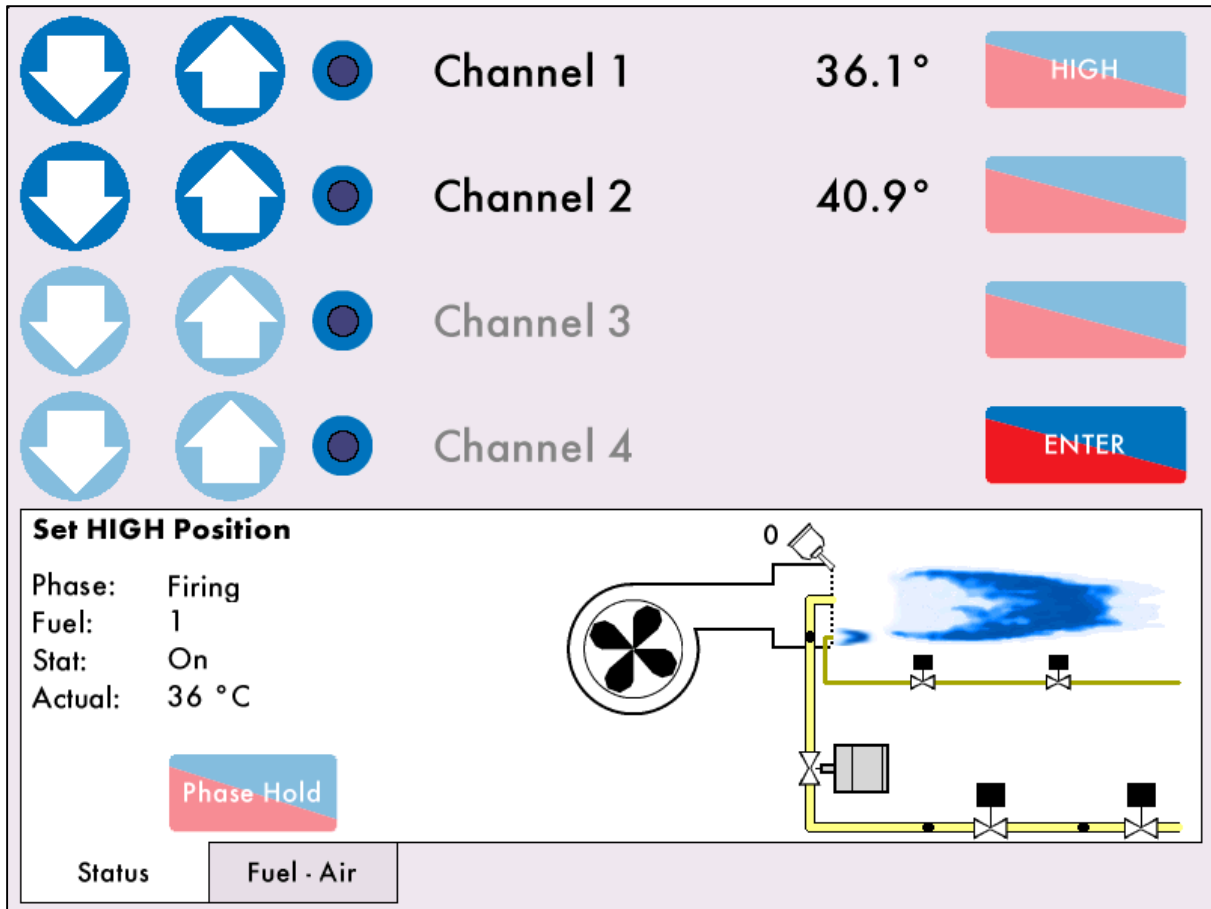 Channel 1 36.1° HIGH
Channel 2 40.9°
Channel 3
Channel 4 ENTER
Set HIGH Position
0
Phase: Firing
Fuel: 1
Stat: On
Actual: 36 °C
Phase Hold
Status Fuel - Air